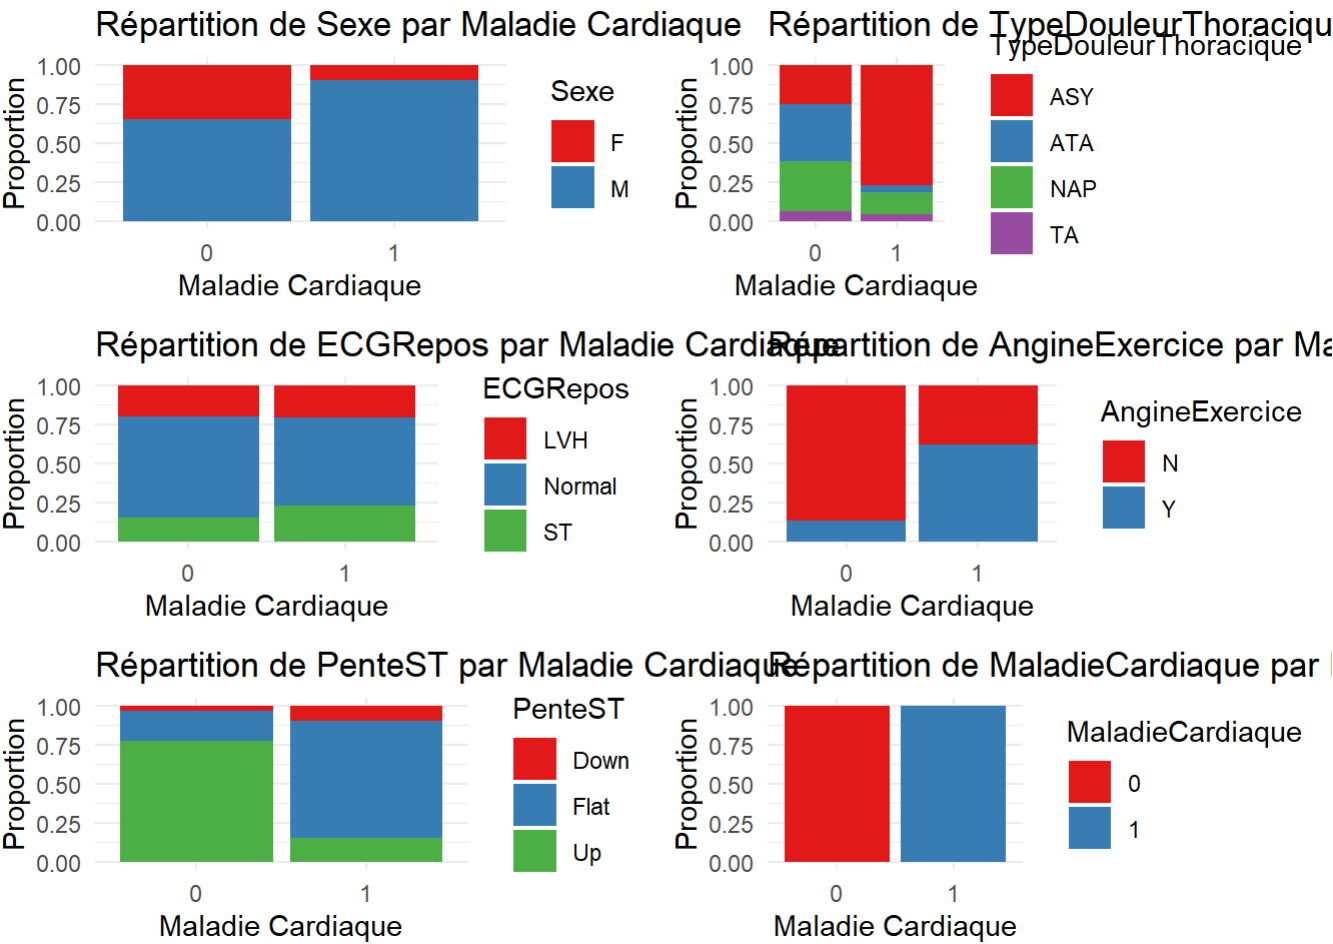 Répartition de Sexe par Maladie Cardiaque
Proportion
1.00
0.75
0.50
0.25
0.00
0
1
Maladie Cardiaque
Sexe
F
M
Répartition de TypeDouleurThoraciqu
Proportion
1.00
0.75
0.50
0.25
0.00
0
1
Maladie Cardiaque
TypeDouleurThoracique
ASY
ATA
NAP
TA
Répartition de ECGRepos par Maladie Cardiaque
Proportion
1.00
0.75
0.50
0.25
0.00
0
1
Maladie Cardiaque
ECGRepos
LVH
Normal
ST
Répartition de AngineExercice par Ma
Proportion
1.00
0.75
0.50
0.25
0.00
0
1
Maladie Cardiaque
AngineExercice
N
Y
Répartition de PenteST par Maladie Cardiaque
Proportion
1.00
0.75
0.50
0.25
0.00
0
1
Maladie Cardiaque
PenteST
Down
Flat
Up
Répartition de MaladieCardiaque par
Proportion
1.00
0.75
0.50
0.25
0.00
0
1
Maladie Cardiaque
MaladieCardiaque
0
1